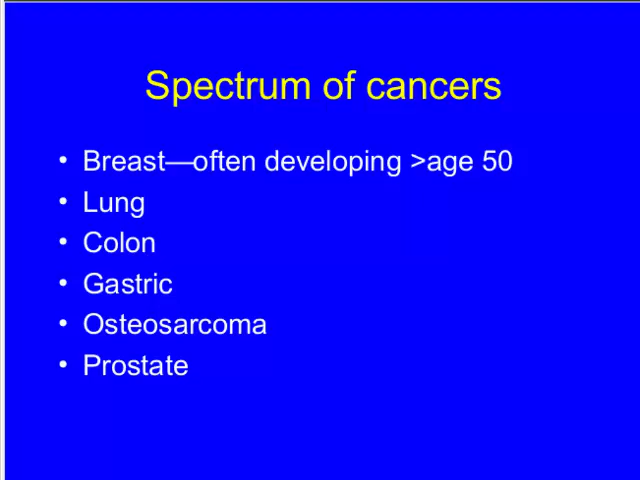 Spectrum of cancers
• Breast—often developing >age 50
• Lung
• Colon
• Gastric
• Osteosarcoma
• Prostate